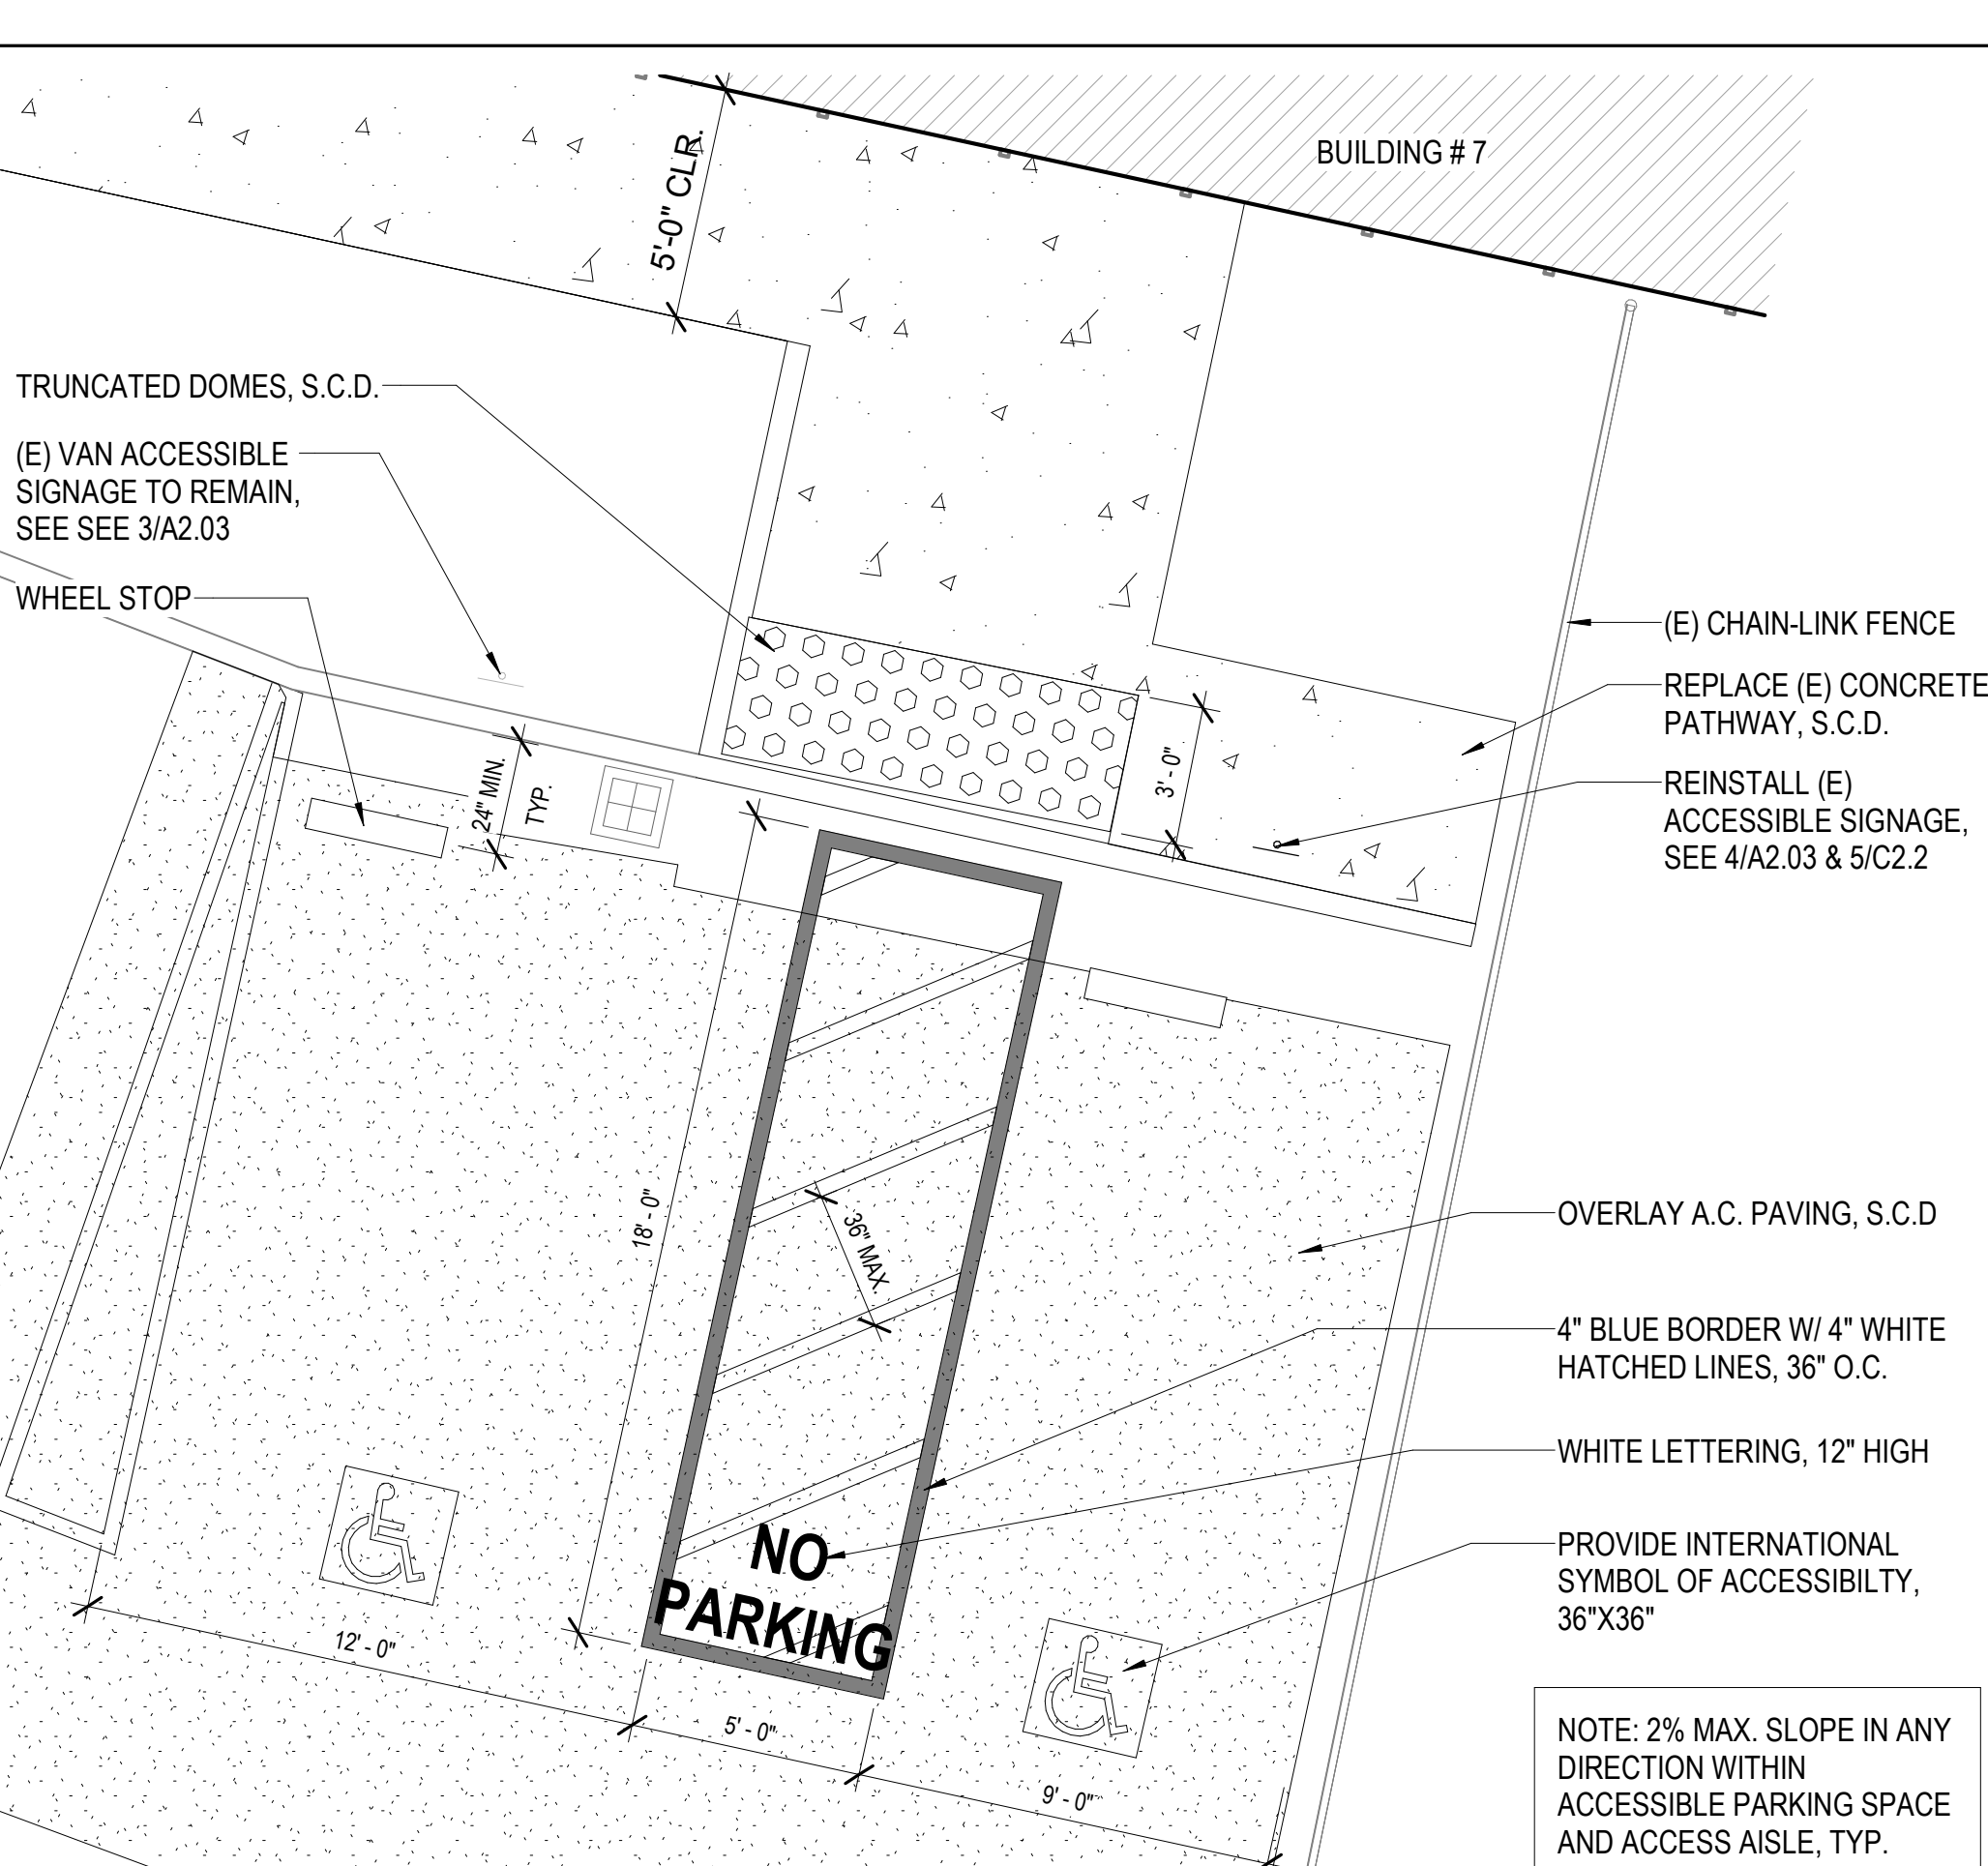 BUILDING # 7
5'-0" CLR.
TRUNCATED DOMES, S.C.D.
(E) VAN ACCESSIBLE
SIGNAGE TO REMAIN,
SEE SEE 3/A2.03
WHEEL STOP
(E) CHAIN-LINK FENCE
REPLACE (E) CONCRETE
PATHWAY, S.C.D.
REINSTALL (E)
ACCESSIBLE SIGNAGE,
SEE 4/A2.03 & 5/C2.2
24" MIN.
TYP.
3' - 0"
18' - 0"
36" MAX.
OVERLAY A.C. PAVING, S.C.D
4" BLUE BORDER W/ 4" WHITE
HATCHED LINES, 36" O.C.
WHITE LETTERING, 12" HIGH
PROVIDE INTERNATIONAL
SYMBOL OF ACCESSIBILTY,
36"X36"
NO
PARKING
12' - 0"
5' - 0"
9' - 0"
NOTE: 2% MAX. SLOPE IN ANY
DIRECTION WITHIN
ACCESSIBLE PARKING SPACE
AND ACCESS AISLE, TYP.